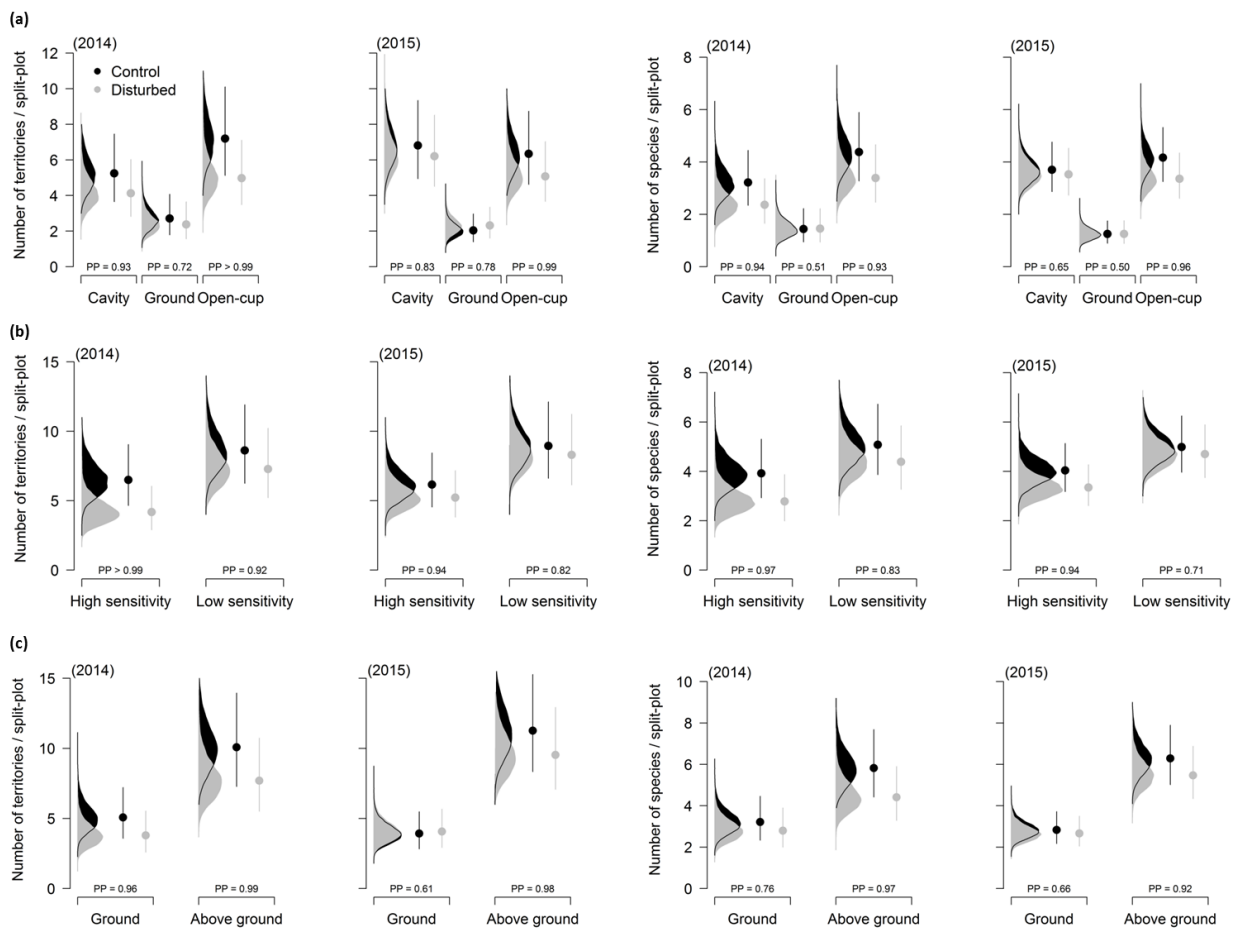 (a)
(2014)
Control
Disturbed
Number of territories / split-plot
12
10
8
6
4
2
0
PP = 0.93
PP = 0.72
PP > 0.99
Cavity
Ground
Open-cup
(2015)
PP = 0.83
PP = 0.78
PP = 0.99
Cavity
Ground
Open-cup
(2014)
Number of species / split-plot
8
6
4
2
0
PP = 0.94
PP = 0.51
PP = 0.93
Cavity
Ground
Open-cup
(2015)
PP = 0.65
PP = 0.50
PP = 0.96
Cavity
Ground
Open-cup
(b)
(2014)
Number of territories / split-plot
15
10
5
0
PP > 0.99
PP = 0.92
High sensitivity
Low sensitivity
(2015)
PP = 0.94
PP = 0.82
High sensitivity
Low sensitivity
(2014)
Number of species / split-plot
8
6
4
2
0
PP = 0.97
PP = 0.83
High sensitivity
Low sensitivity
(2015)
PP = 0.94
PP = 0.71
High sensitivity
Low sensitivity
(c)
(2014)
Number of territories / split-plot
15
10
5
0
PP = 0.96
PP = 0.99
Ground
Above ground
(2015)
PP = 0.61
PP = 0.98
Ground
Above ground
(2014)
Number of species / split-plot
10
8
6
4
2
0
PP = 0.76
PP = 0.97
Ground
Above ground
(2015)
PP = 0.66
PP = 0.92
Ground
Above ground